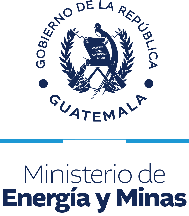 GOBIERNO DE LA REPÚBLICA
GUATEMALA
Ministerio de
Energía y Minas